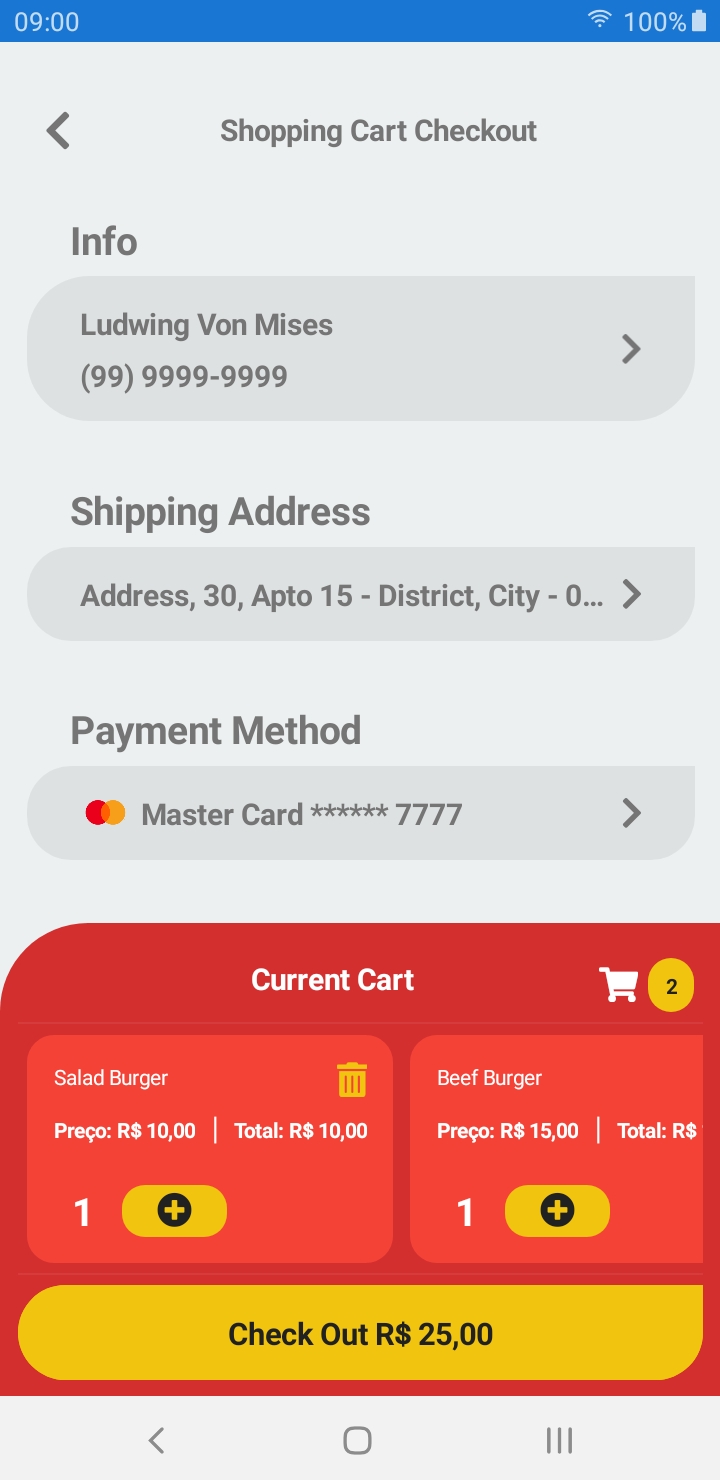 09:00
100%
Shopping Cart Checkout
Info
Ludwing Von Mises
(99) 9999-9999
Shipping Address
Address, 30, Apto 15 - District, City - 0...
Payment Method
Master Card ****** 7777
Current Cart
2
Salad Burger
Preço: R$ 10,00 | Total: R$ 10,00
1
Beef Burger
Preço: R$ 15,00 | Total: R$
1
Check Out R$ 25,00